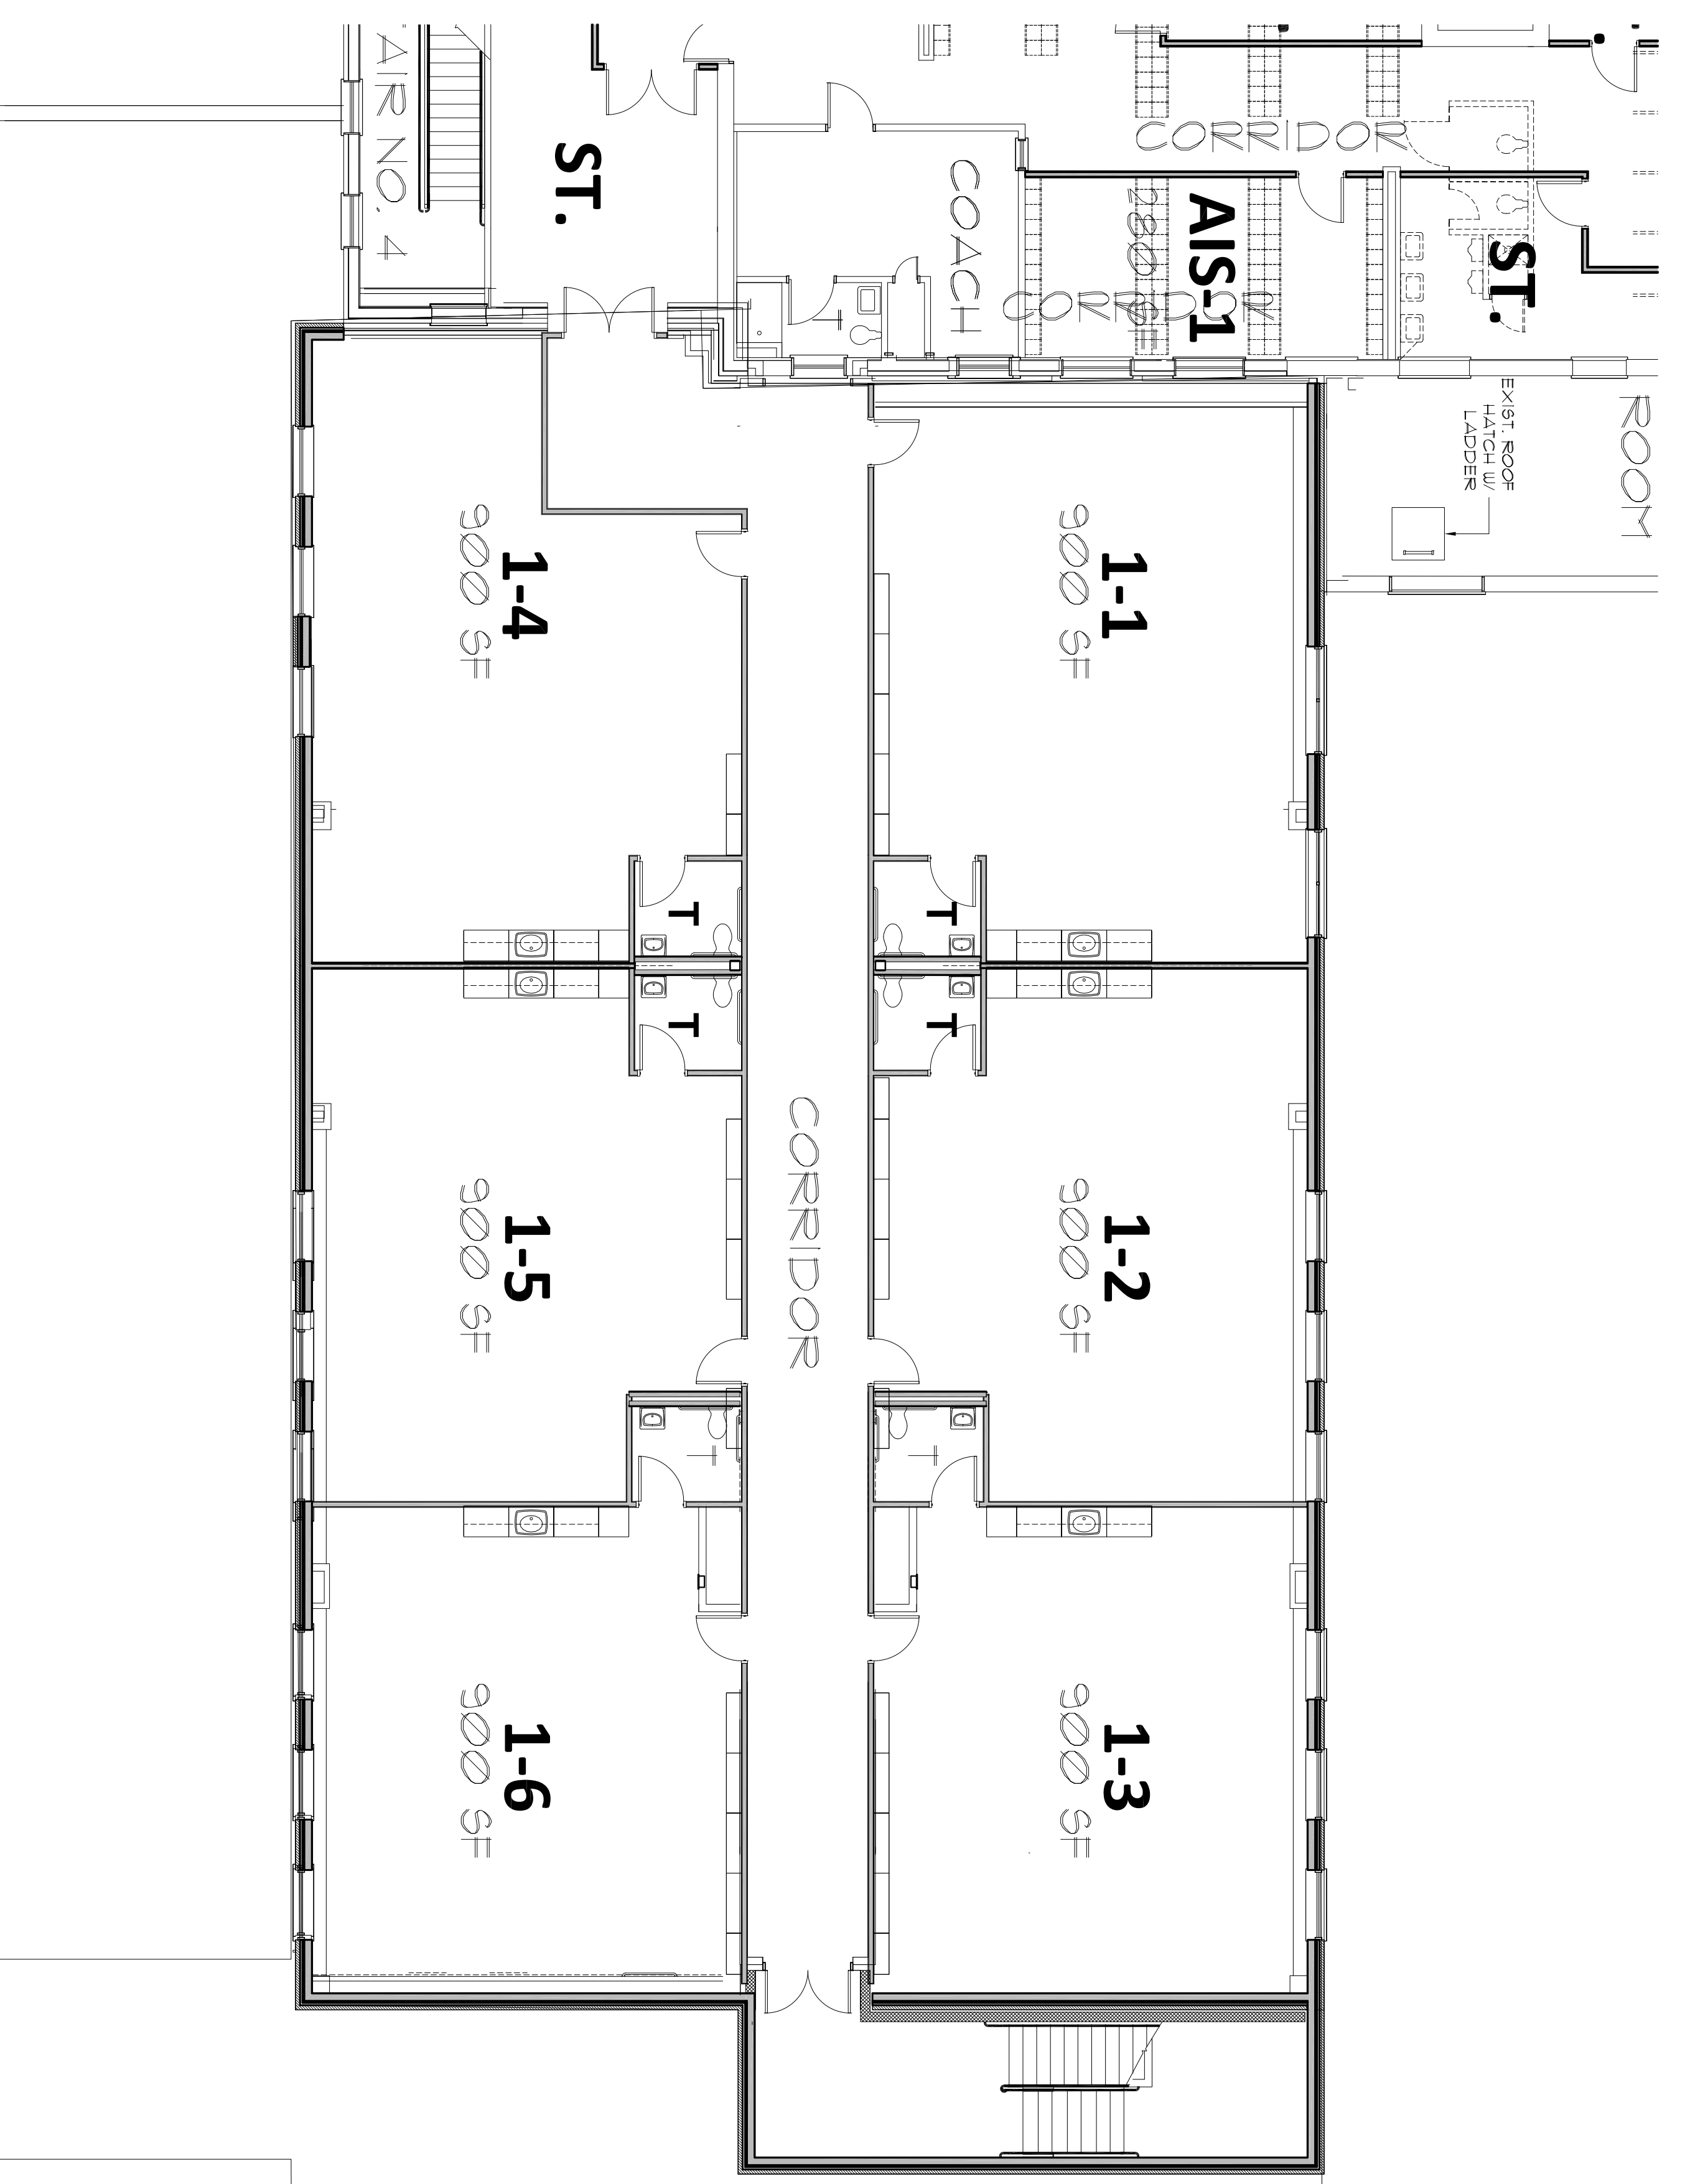 STAIR NO. 4
ST.
COACH
T
CORRIDOR
AIS-1
280 SF
CORRIDOR
ST.
ROOM
EXIST. ROOF
HATCH W/
LADDER
1-4
900 SF
1-1
900 SF
T
T
T
T
CORRIDOR
1-5
900 SF
1-2
900 SF
T
T
1-6
900 SF
1-3
900 SF